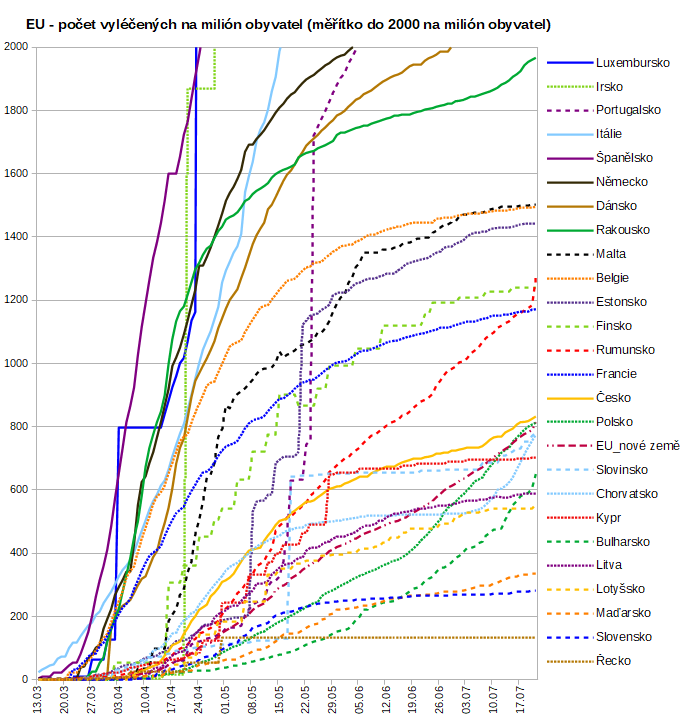 EU - počet vyléčených na milión obyvatel (měřítko do 2000 na milión obyvatel)
2000
1800
1600
1400
1200
1000
800
600
400
200
0
13.03
20.03
27.03
03.04
10.04
17.04
24.04
01.05
08.05
15.05
22.05
29.05
05.06
12.06
19.06
26.06
03.07
10.07
17.07
Luxembursko
Irsko
Portugalsko
Itálie
Španělsko
Německo
Dánsko
Rakousko
Malta
Belgie
Estonsko
Finsko
Rumunsko
Francie
Česko
Polsko
EU_nové země
Slovinsko
Chorvatsko
Kypr
Bulharsko
Litva
Lotyšsko
Maďarsko
Slovensko
Řecko